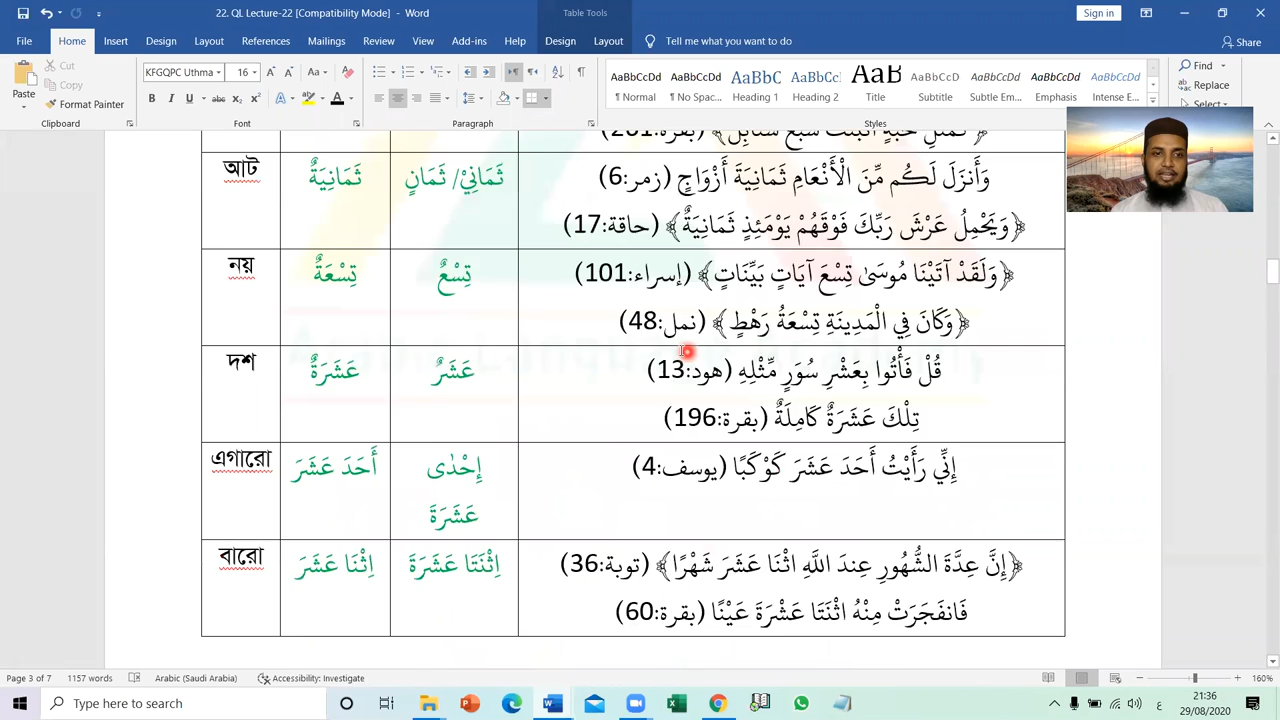 22. QL Lecture-22 [Compatibility Mode] - Word
Table Tools
Sign in
File Home Insert Design Layout References Mailings Review View Add-ins Help Design Layout Tell me what you want to do Share
Paste
Cut
Copy
Format Painter
Clipboard
KFGQPC Uthma 16
Font
Paragraph
AaBbCcDd AaBbCcDd AaBbC AaBbCc AaB AaBbCcD AaBbCcDd AaBbCcDd AaBbCcDd
¶ Normal ¶ No Spac... Heading 1 Heading 2 Title Subtitle Subtle Em... Emphasis Intense E...
Styles
Find
Replace
Select
كَمَثَلِ حَبَّةٍ أَنبَتَتْ سَبْعَ سَنَابِلَ﴾ (بقرة:261)
আট
ثَمَانِيَةٌ
ثَمَانِيْ/ ثَمَانٍ
وَأَنزَلَ لَكُم مِّنَ الْأَنْعَامِ ثَمَانِيَةَ أَزْوَاجٍ (زمر:6)
﴿وَيَحْمِلُ عَرْشَ رَبِّكَ فَوْقَهُمْ يَوْمَئِذٍ ثَمَانِيَةٌ﴾ (حاقة:17)
নয়
تِسْعَةٌ
تِسْعٌ
﴿وَلَقَدْ آتَيْنَا مُوسَىٰ تِسْعَ آيَاتٍ بَيِّنَاتٍ﴾ (إسراء:101)
﴿وَكَانَ فِي الْمَدِينَةِ تِسْعَةُ رَهْطٍ﴾ (نمل:48)
দশ
عَشَرَةٌ
عَشَرٌ
قُلْ فَأْتُوا بِعَشْرِ سُوَرٍ مِّثْلِهِ (هود:13)
تِلْكَ عَشَرَةٌ كَامِلَةٌ (بقرة:196)
এগারো
أَحَدَ عَشَرَ
إِحْدٰى
عَشَرَةَ
إِنِّي رَأَيْتُ أَحَدَ عَشَرَ كَوْكَبًا (يوسف:4)
বারো
اِثْنَا عَشَرَ
اِثْنَتَا عَشَرَةَ
﴿إِنَّ عِدَّةَ الشُّهُورِ عِندَ اللَّهِ اثْنَا عَشَرَ شَهْرًا﴾ (توبة:36)
فَانفَجَرَتْ مِنْهُ اثْنَتَا عَشْرَةَ عَيْنًا (بقرة:60)
Page 3 of 7 1157 words Arabic (Saudi Arabia) Accessibility: Investigate 160%
Type here to search
ع
21:36
29/08/2020